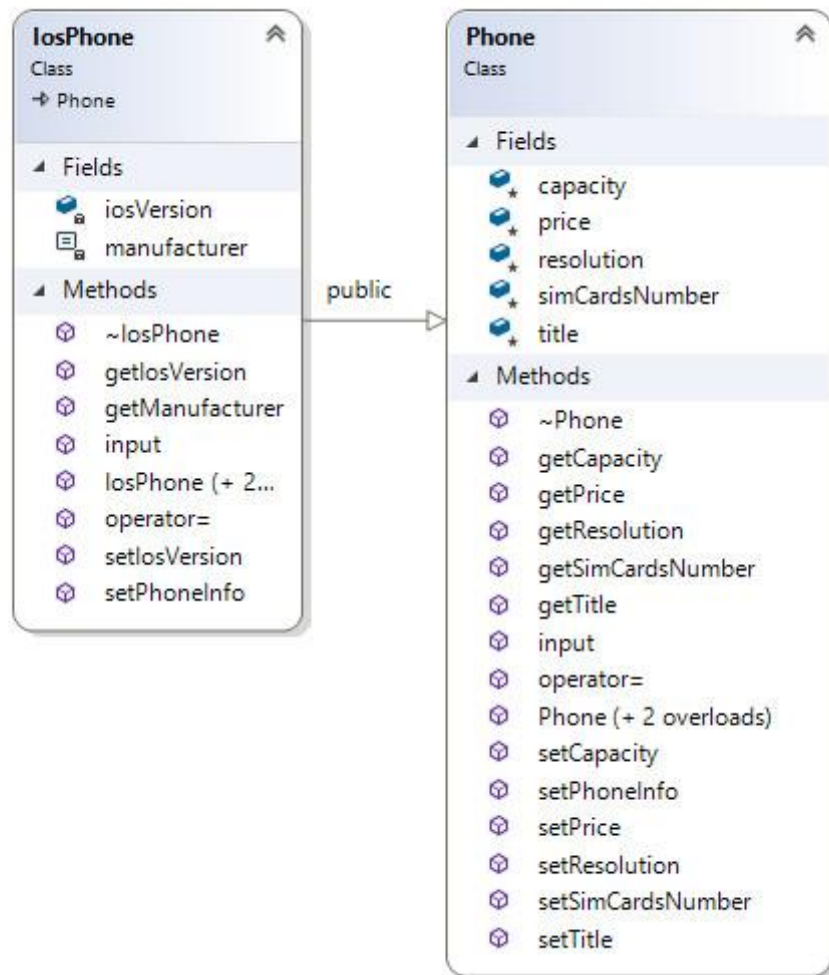 IosPhone
Class
Phone
Fields
iosVersion
manufacturer
Methods
~IosPhone
getIosVersion
getManufacturer
input
IosPhone (+ 2...
operator=
setIosVersion
setPhoneInfo
public
Phone
Class
Fields
capacity
price
resolution
simCardsNumber
title
Methods
~Phone
getCapacity
getPrice
getResolution
getSimCardsNumber
getTitle
input
operator=
Phone (+ 2 overloads)
setCapacity
setPhoneInfo
setPrice
setResolution
setSimCardsNumber
setTitle